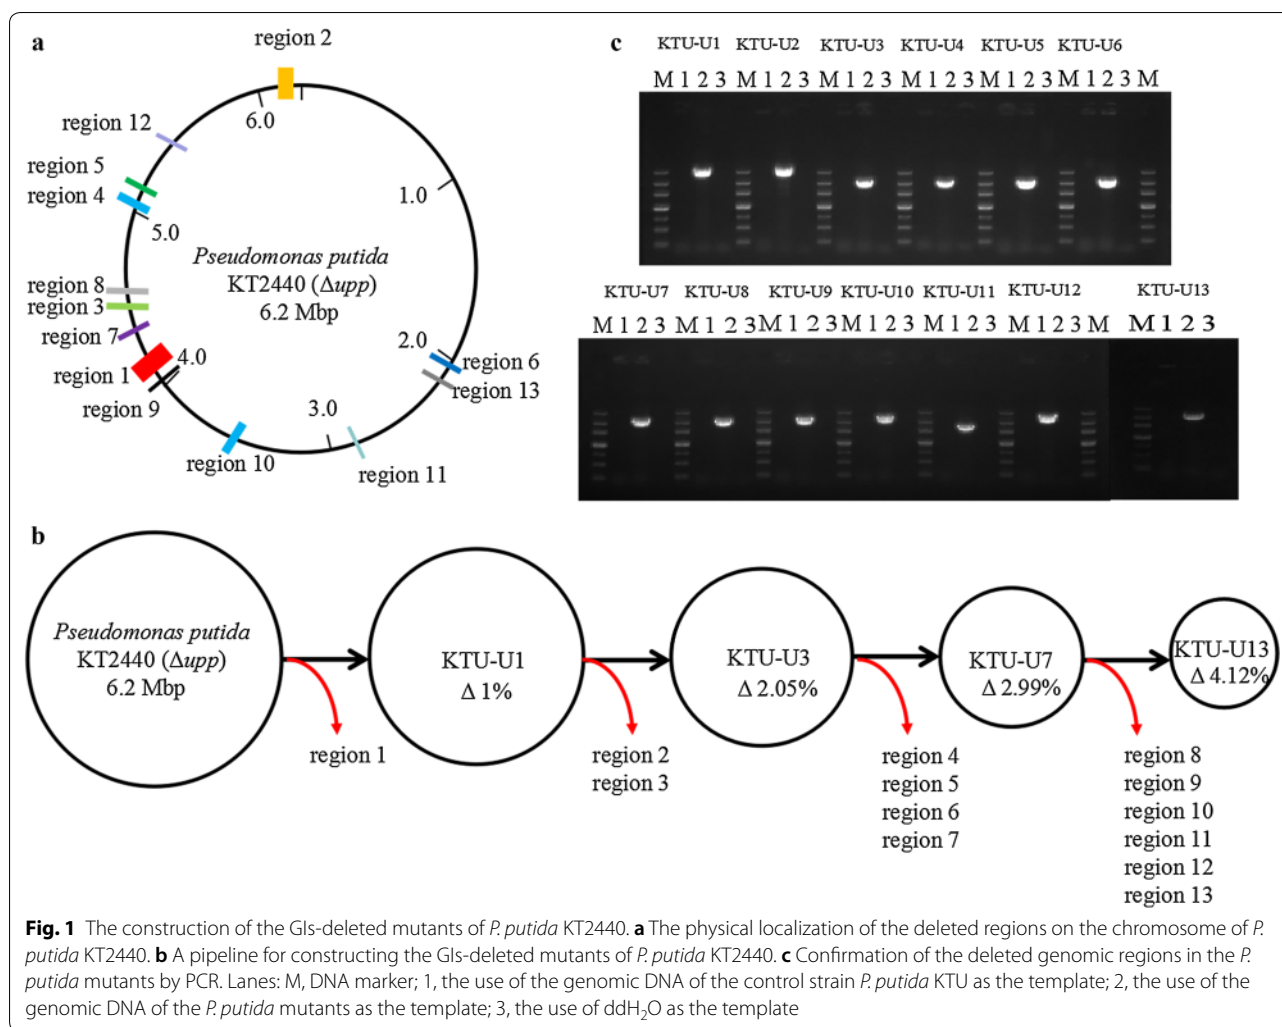 a
region 2
6.0
region 12
region 5
region 4
5.0
1.0
Pseudomonas putida
KT2440 (Δupp)
6.2 Mbp
region 8
region 3
region 7
region 1
4.0
region 9
2.0
region 6
region 13
3.0
region 10
region 11
c
KTU-U1 KTU-U2 KTU-U3 KTU-U4 KTU-U5 KTU-U6
M 1 2 3 M 1 2 3 M 1 2 3 M 1 2 3 M 1 2 3 M 1 2 3 M
KTU-U7 KTU-U8 KTU-U9 KTU-U10 KTU-U11 KTU-U12 KTU-U13
M 1 2 3 M 1 2 3 M 1 2 3 M 1 2 3 M 1 2 3 M 1 2 3 M M 1 2 3
b
Pseudomonas putida
KT2440 (Δupp)
6.2 Mbp
region 1
KTU-U1
Δ 1%
region 2
region 3
KTU-U3
Δ 2.05%
region 4
region 5
region 6
region 7
KTU-U7
Δ 2.99%
region 8
region 9
region 10
region 11
region 12
region 13
KTU-U13
Δ 4.12%
Fig. 1 The construction of the GIs-deleted mutants of P. putida KT2440. a The physical localization of the deleted regions on the chromosome of P.
putida KT2440. b A pipeline for constructing the GIs-deleted mutants of P. putida KT2440. c Confirmation of the deleted genomic regions in the P.
putida mutants by PCR. Lanes: M, DNA marker; 1, the use of the genomic DNA of the control strain P. putida KTU as the template; 2, the use of the
genomic DNA of the P. putida mutants as the template; 3, the use of ddH₂O as the template